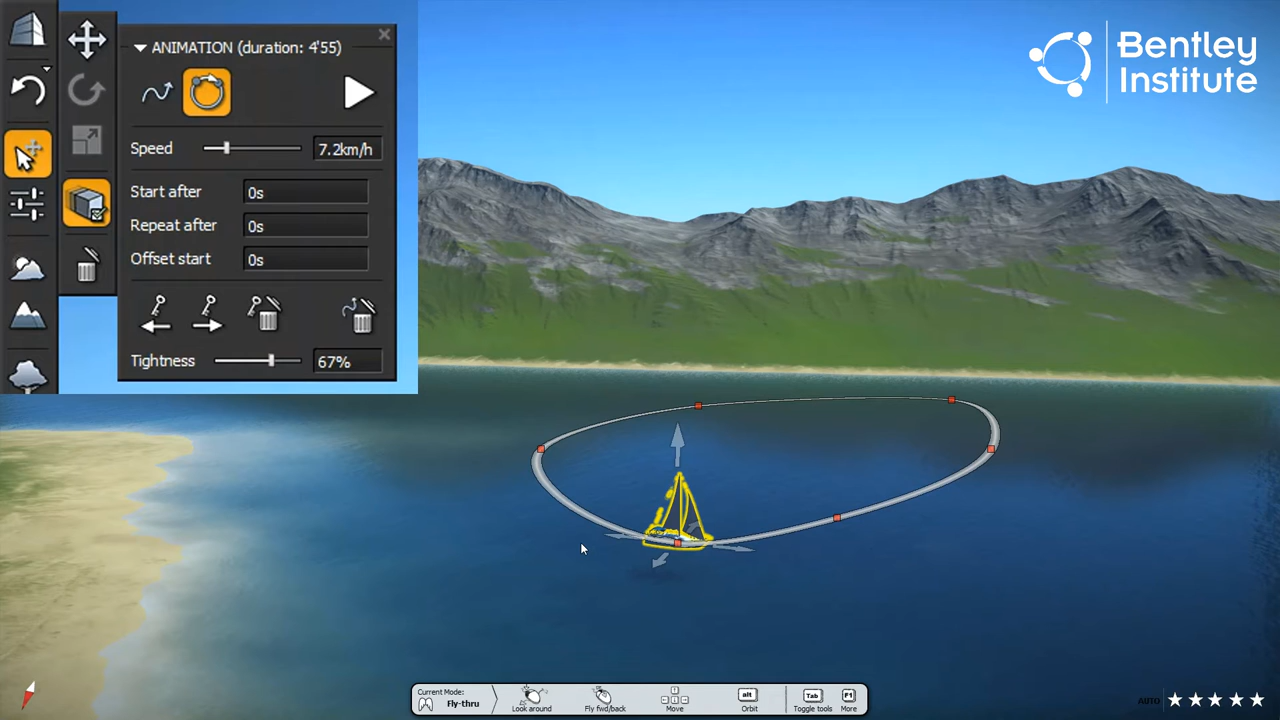 ANIMATION (duration: 4'55)
Speed 7.2km/h
Start after 0s
Repeat after 0s
Offset start 0s
Tightness 67%
Bentley
Institute
Current Mode:
Fly-thru
Look around
Fly fwd/back
Move
alt
Orbit
Tab
Toggle tools
F1
More
AUTO